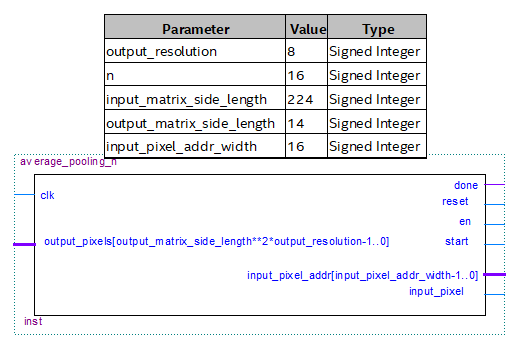 Parameter Value Type
output_resolution 8 Signed Integer
n 16 Signed Integer
input_matrix_side_length 224 Signed Integer
output_matrix_side_length 14 Signed Integer
input_pixel_addr_width 16 Signed Integer
average_pooling_n
done
clk
reset
en
output_pixels[output_matrix_side_length**2*output_resolution-1..0] start
input_pixel_addr[input_pixel_addr_width-1..0]
input_pixel
inst